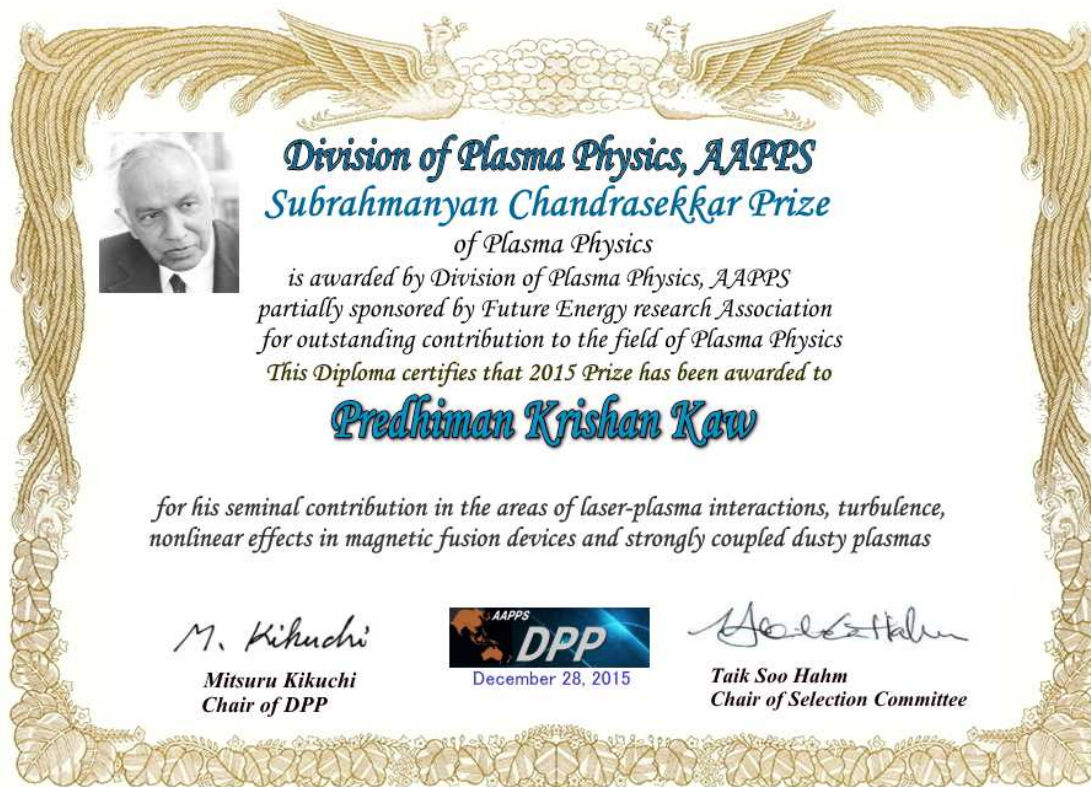 Division of Plasma Physics, AAPPS
Subrahmanyan Chandrasekkar Prize
of Plasma Physics
is awarded by Division of Plasma Physics, AAPPS
partially sponsored by Future Energy research Association
for outstanding contribution to the field of Plasma Physics
This Diploma certifies that 2015 Prize has been awarded to
Predhiman Krishan Kaw
for his seminal contribution in the areas of laser-plasma interactions, turbulence,
nonlinear effects in magnetic fusion devices and strongly coupled dusty plasmas
M. Kikuchi
Mitsuru Kikuchi
Chair of DPP
AAPPS
DPP
December 28, 2015
Taik Soo Hahm
Chair of Selection Committee